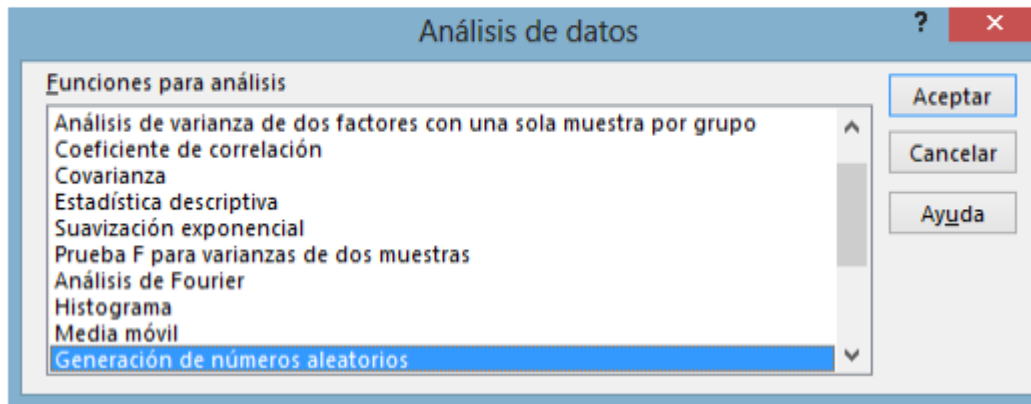 Análisis de datos
?
×
Funciones para análisis
Análisis de varianza de dos factores con una sola muestra por grupo
Coeficiente de correlación
Covarianza
Estadística descriptiva
Suavización exponencial
Prueba F para varianzas de dos muestras
Análisis de Fourier
Histograma
Media móvil
Generación de números aleatorios
Aceptar
Cancelar
Ayuda